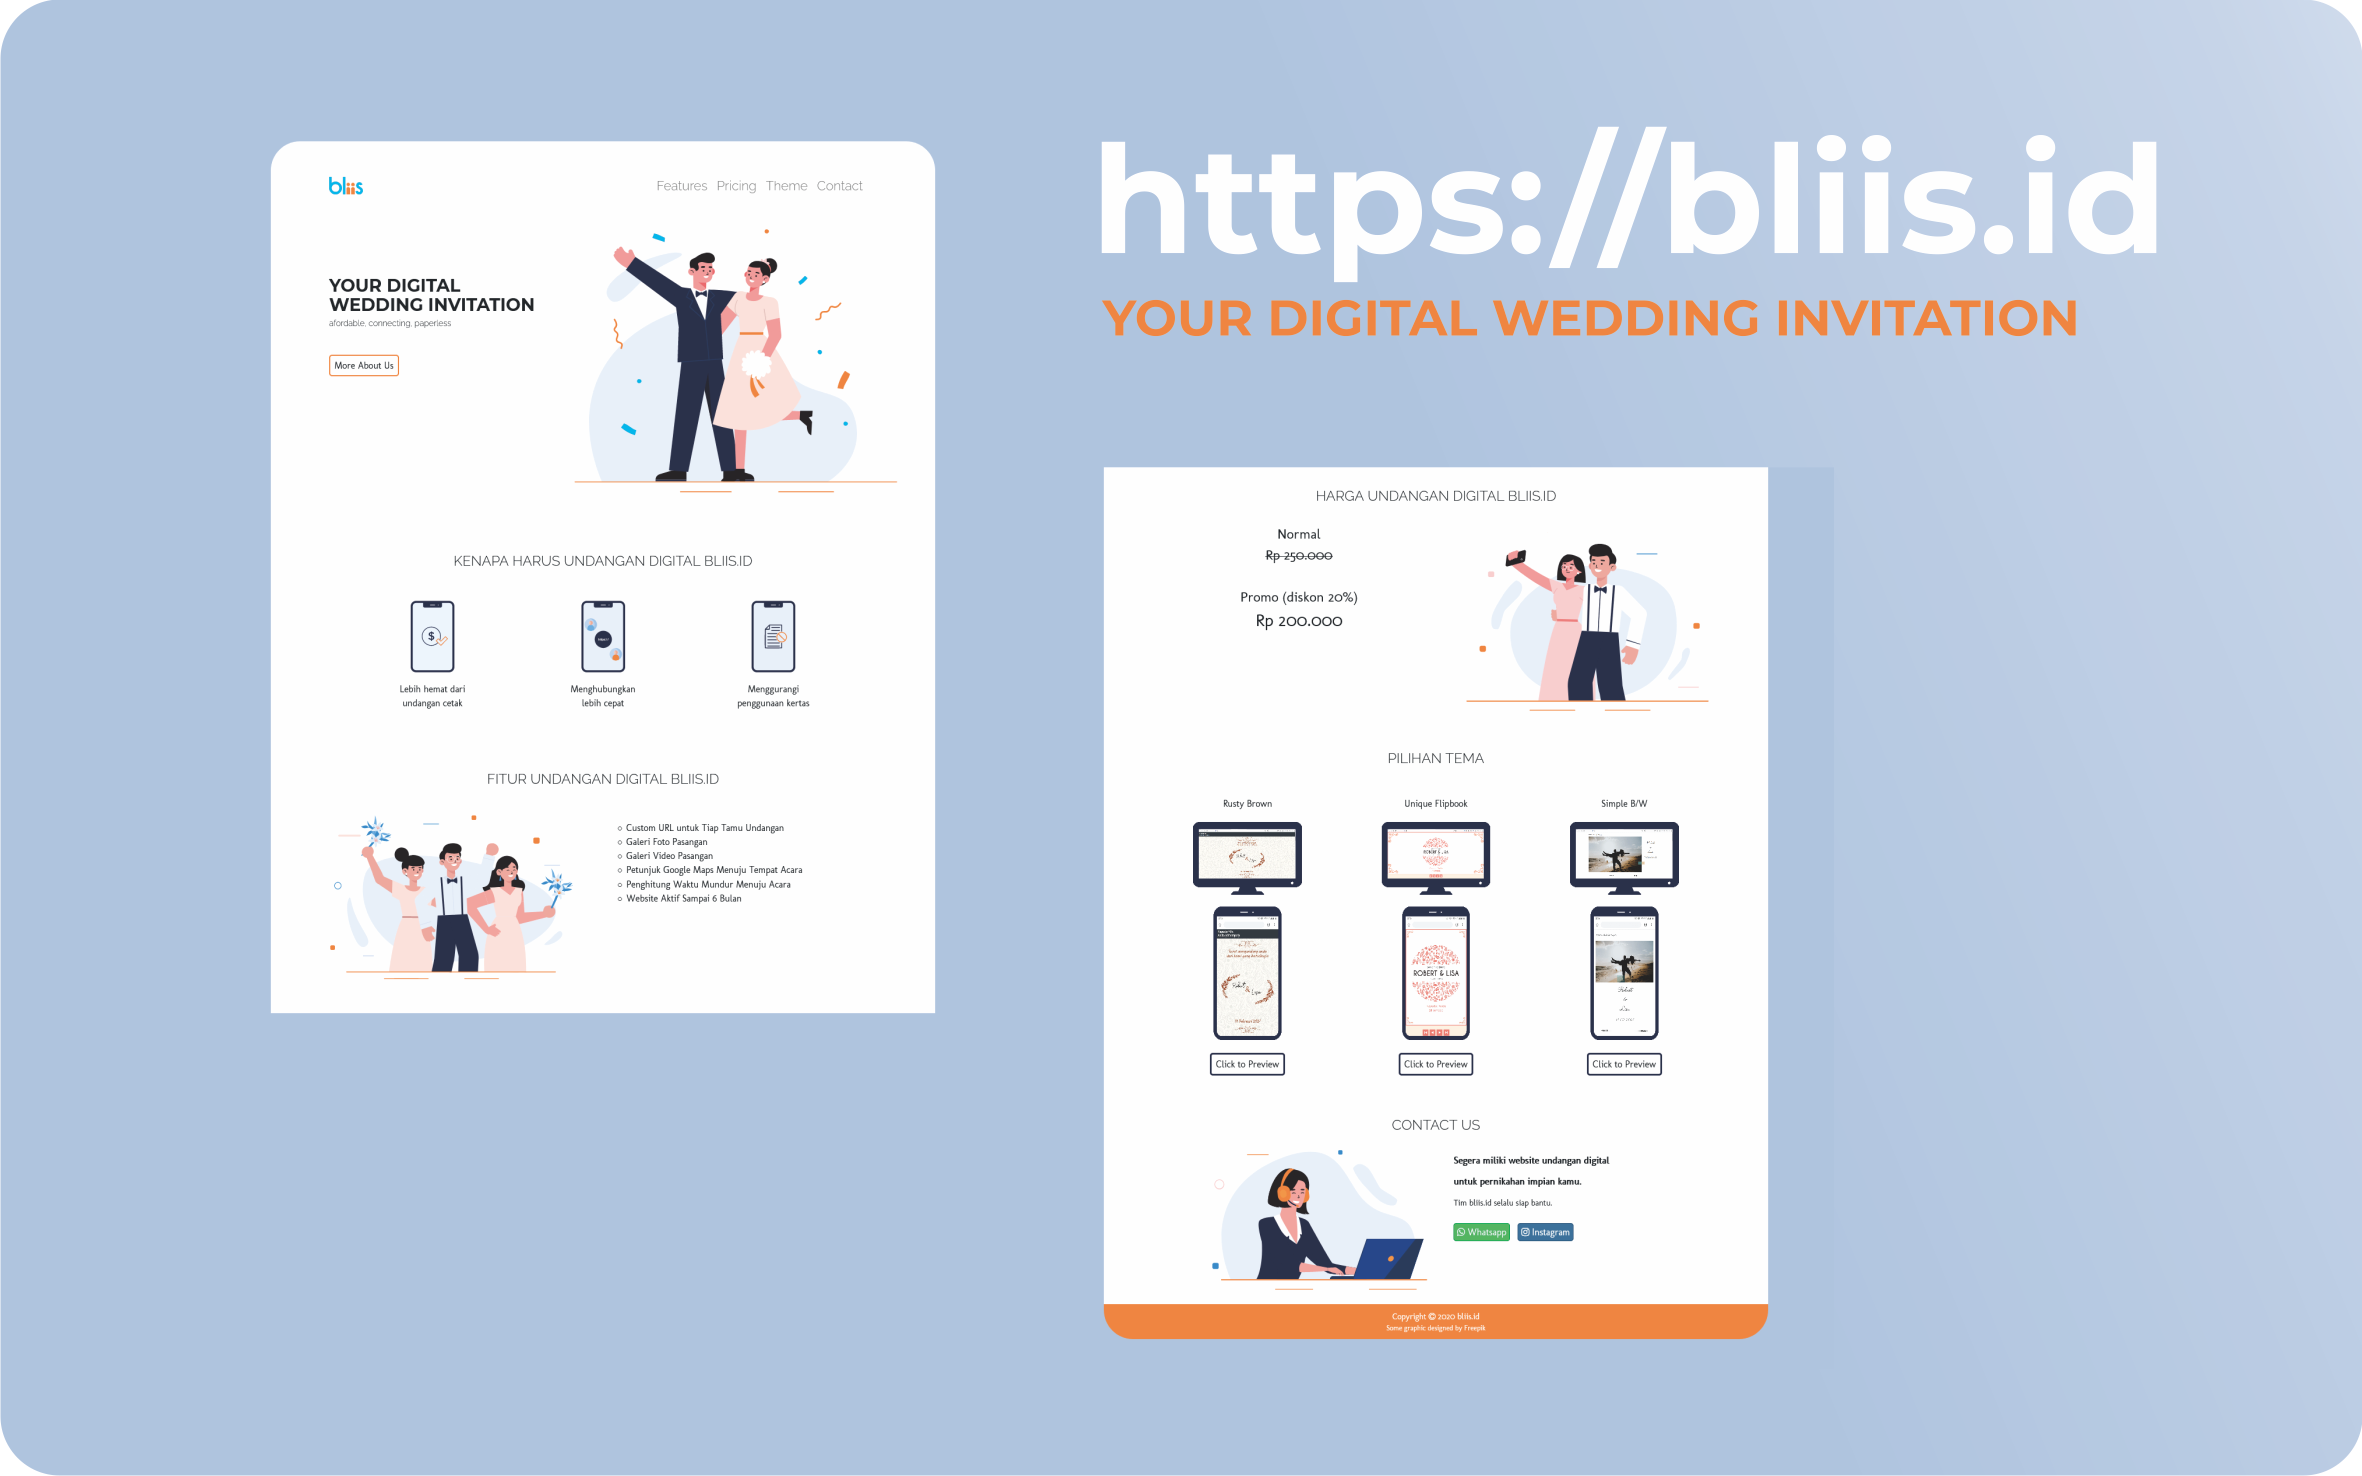 bliis
Features Pricing Theme Contact
YOUR DIGITAL
WEDDING INVITATION
afordable, connecting, paperless
More About Us
KENAPA HARUS UNDANGAN DIGITAL BLIIS.ID
$
Lebih hemat dari
undangan cetak
Menghubungkan
lebih cepat
Menggurangi
penggunaan kertas
FITUR UNDANGAN DIGITAL BLIIS.ID
Custom URL untuk Tiap Tamu Undangan
Galeri Foto Pasangan
Galeri Video Pasangan
Petunjuk Google Maps Menuju Tempat Acara
Penghitung Waktu Mundur Menuju Acara
Website Aktif Sampai 6 Bulan
https://bliis.id
YOUR DIGITAL WEDDING INVITATION
HARGA UNDANGAN DIGITAL BLIIS.ID
Normal
Rp 250.000
Promo (diskon 20%)
Rp 200.000
PILIHAN TEMA
Rusty Brown
Unique Flipbook
Simple B/W
ROBERT & LISA
Robert
&
Lisa
ROBERT & LISA
Click to Preview
Click to Preview
Click to Preview
CONTACT US
Segera miliki website undangan digital
untuk pernikahan impian kamu.
Tim bliis.id selalu siap bantu.
Whatsapp
Instagram
Copyright © 2020 bliis.id
Some graphic designed by Freepik